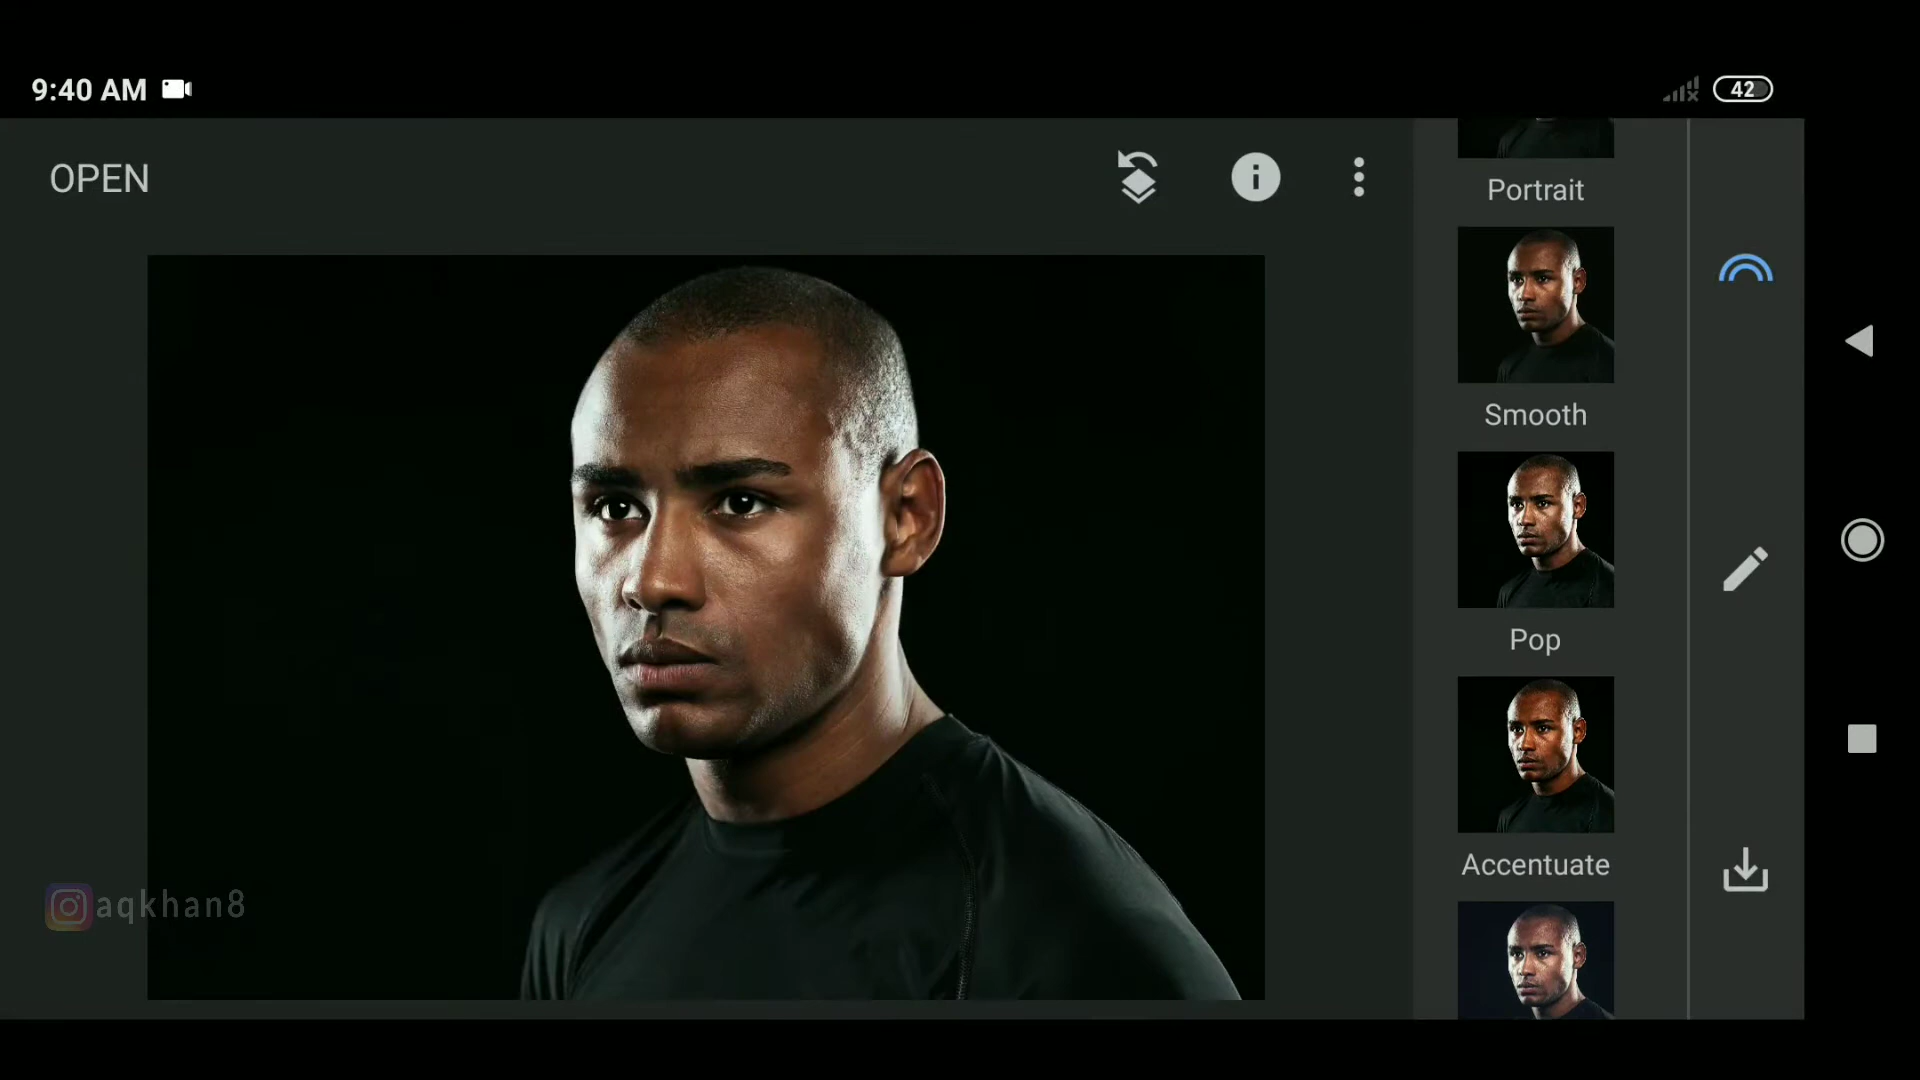 9:40 AM
42
OPEN
Portrait
Smooth
Pop
Accentuate
aqkhan8